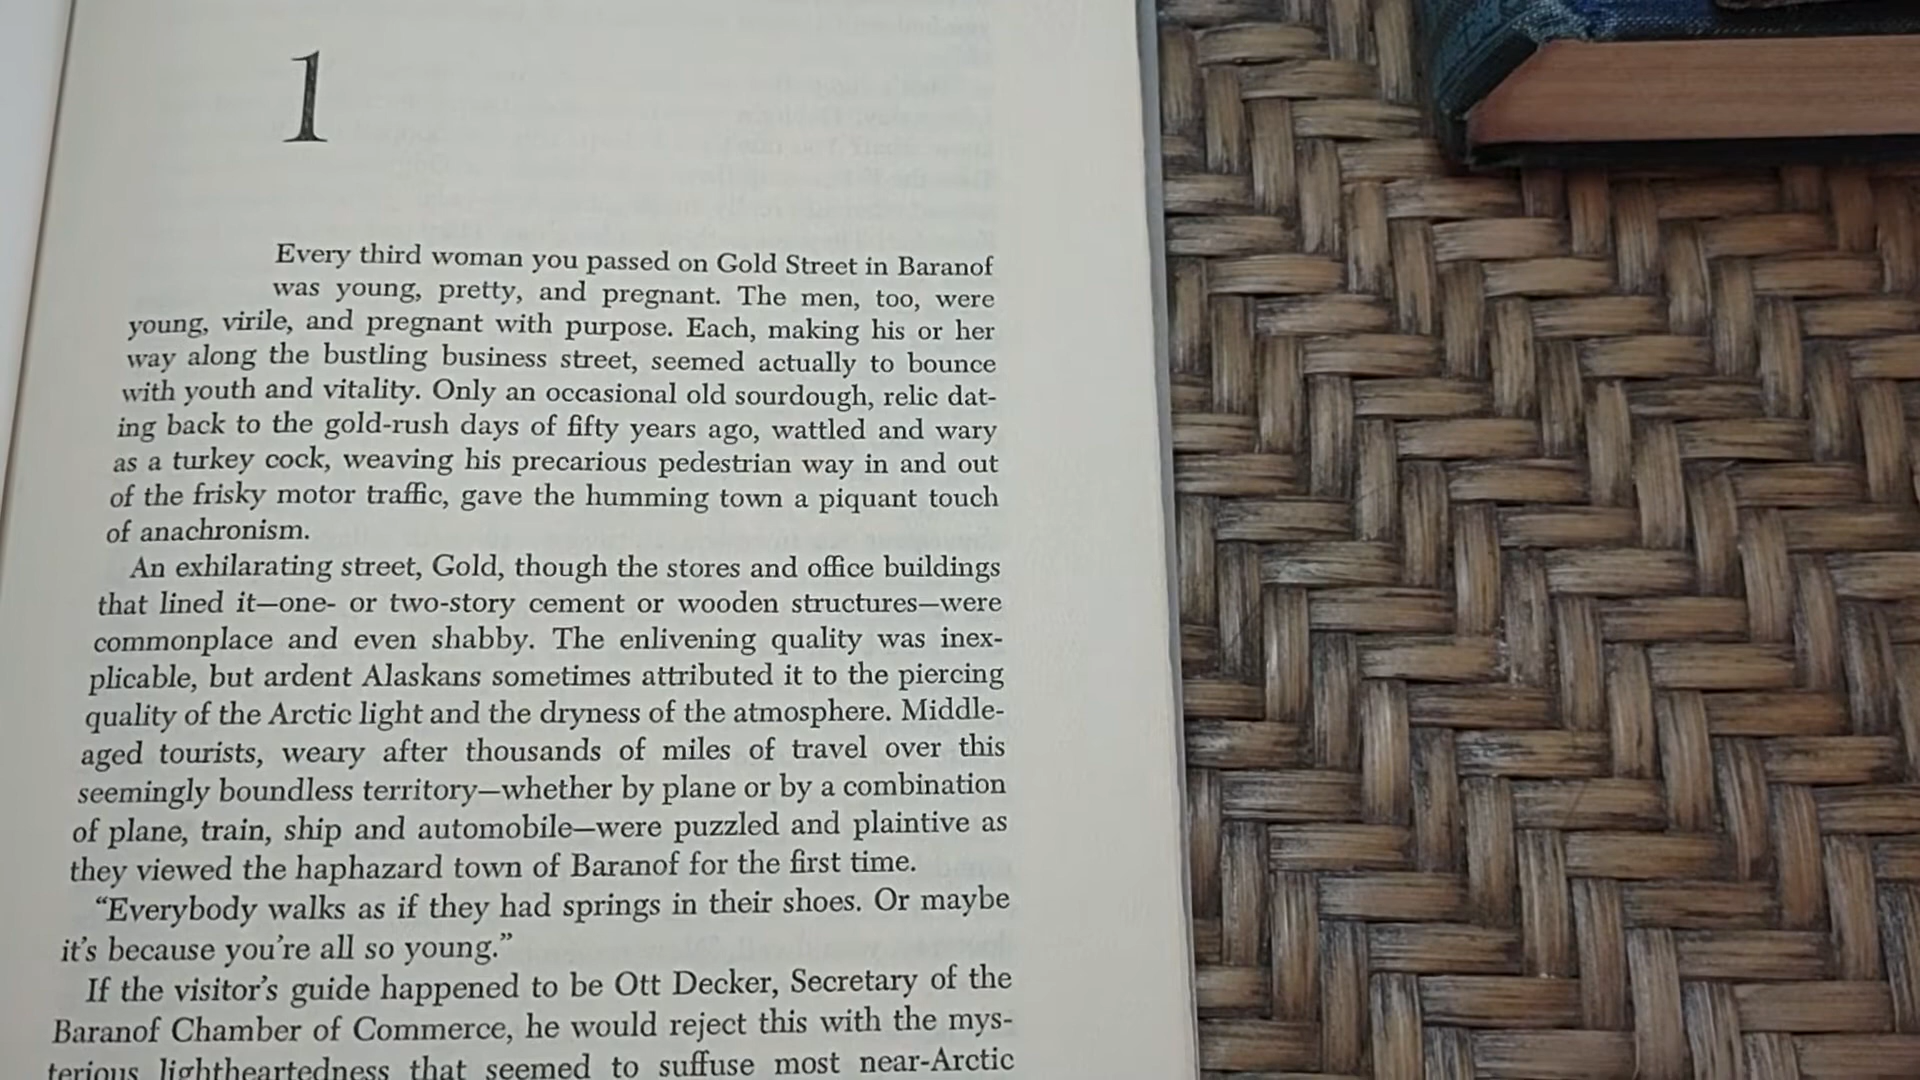 1
Every third woman you passed on Gold Street in Baranof
was young, pretty, and pregnant. The men, too, were
young, virile, and pregnant with purpose. Each, making his or her
way along the bustling business street, seemed actually to bounce
with youth and vitality. Only an occasional old sourdough, relic dat-
ing back to the gold-rush days of fifty years ago, wattled and wary
as a turkey cock, weaving his precarious pedestrian way in and out
of the frisky motor traffic, gave the humming town a piquant touch
of anachronism.
An exhilarating street, Gold, though the stores and office buildings
that lined it—one- or two-story cement or wooden structures—were
commonplace and even shabby. The enlivening quality was inex-
plicable, but ardent Alaskans sometimes attributed it to the piercing
quality of the Arctic light and the dryness of the atmosphere. Middle-
aged tourists, weary after thousands of miles of travel over this
seemingly boundless territory—whether by plane or by a combination
of plane, train, ship and automobile—were puzzled and plaintive as
they viewed the haphazard town of Baranof for the first time.
“Everybody walks as if they had springs in their shoes. Or maybe
it’s because you’re all so young.”
If the visitor’s guide happened to be Ott Decker, Secretary of the
Baranof Chamber of Commerce, he would reject this with the mys-
terious lightheartedness that seemed to suffuse most near-Arctic